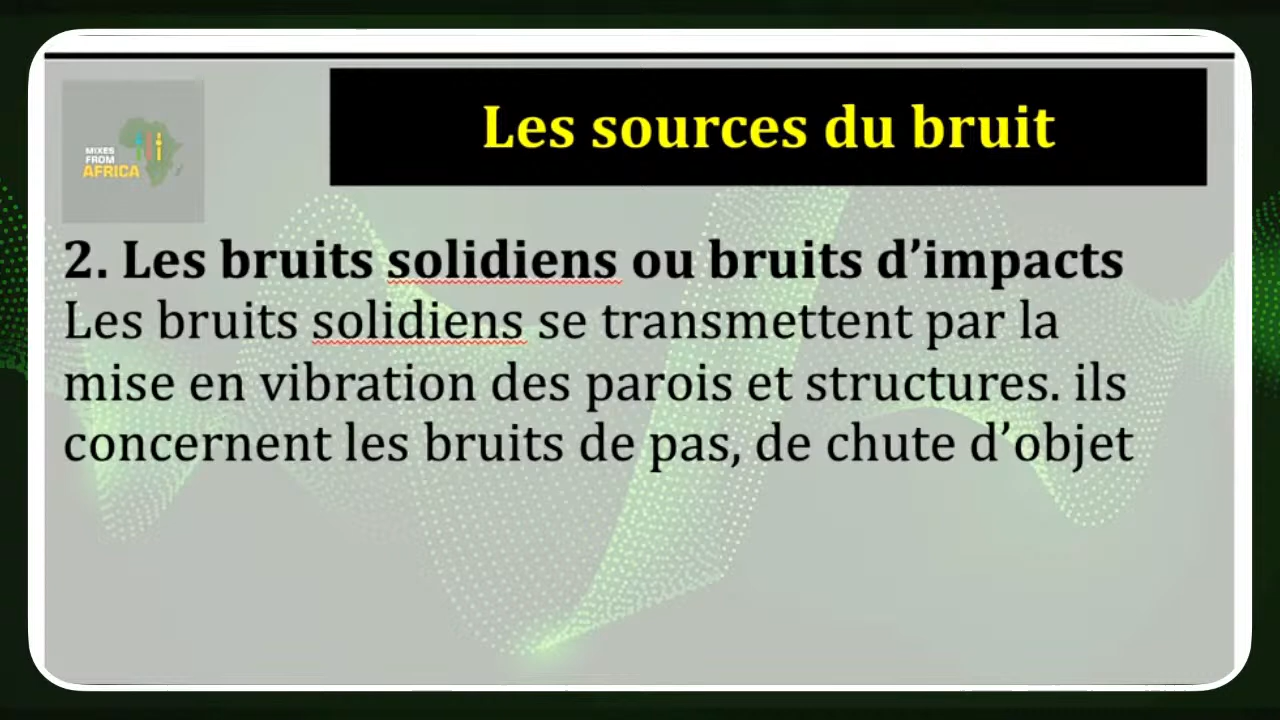 Les sources du bruit
MIXES
FROM
AFRICA
2. Les bruits solidiens ou bruits d’impacts
Les bruits solidiens se transmettent par la
mise en vibration des parois et structures. ils
concernent les bruits de pas, de chute d’objet